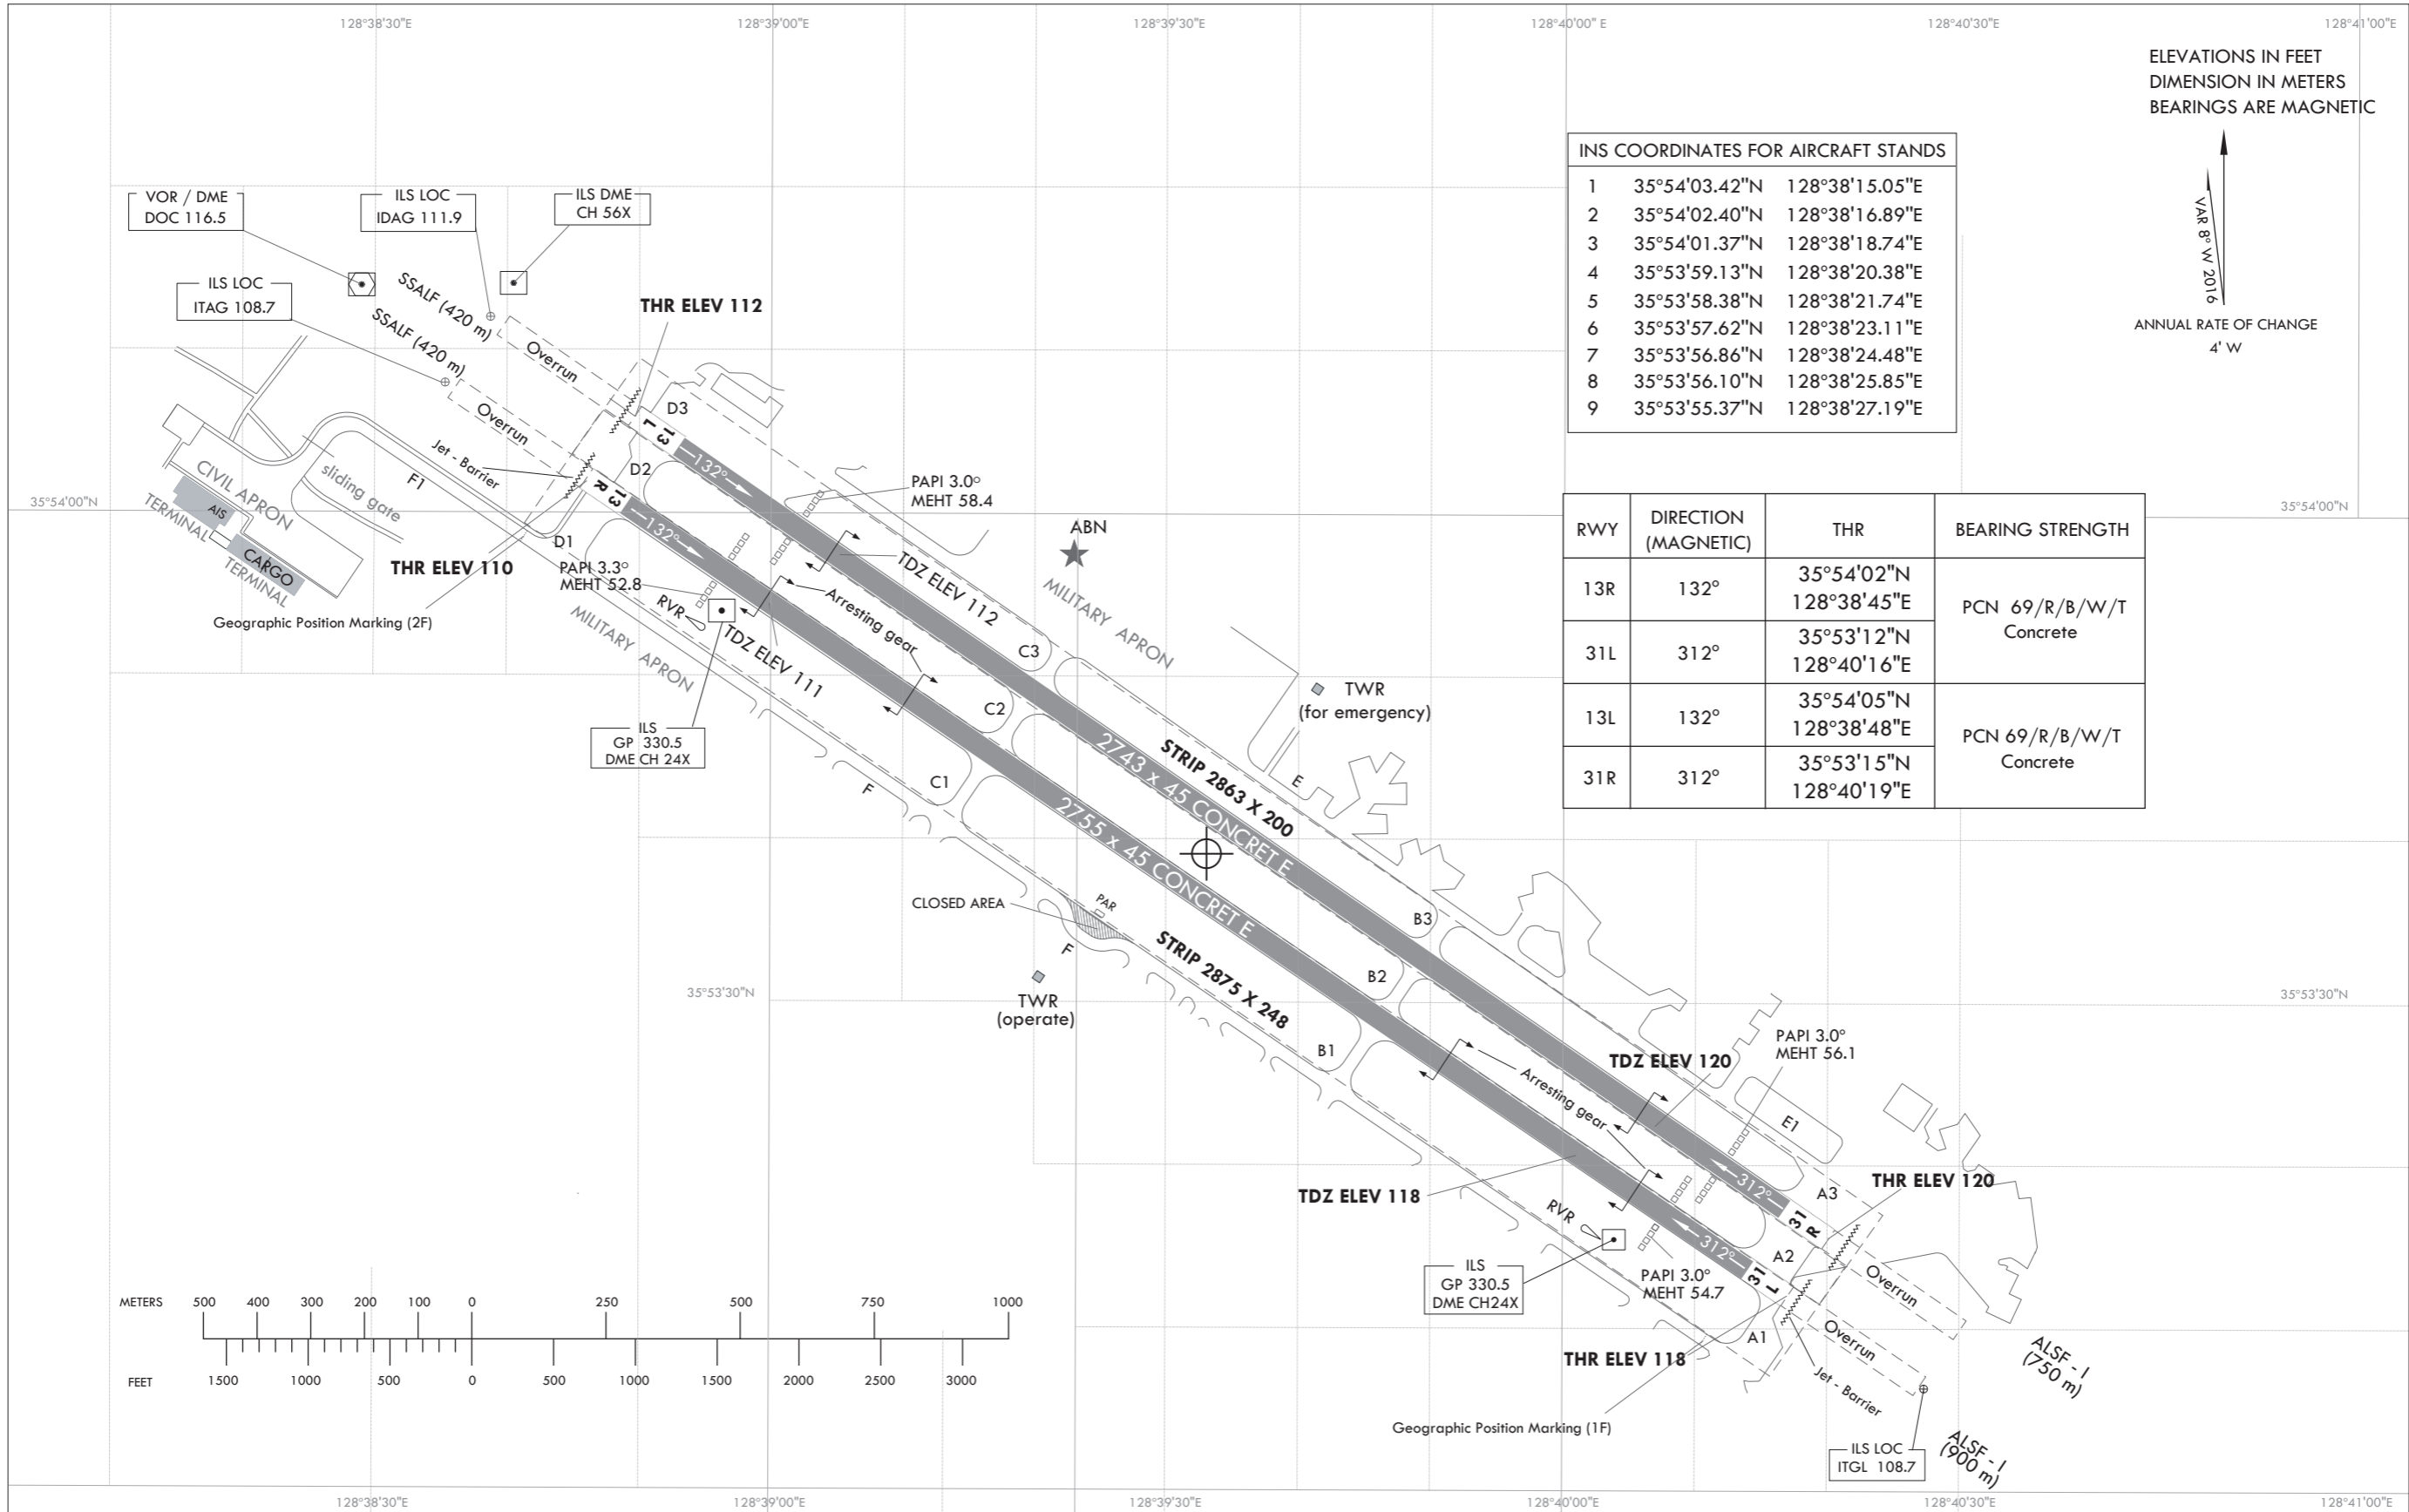 128°38'30"E
128°39'00"E
128°39'30"E
128°40'00" E
128°40'30"E
128°41'00"E
ELEVATIONS IN FEET
DIMENSION IN METERS
BEARINGS ARE MAGNETIC
VAR 8° W 2016
ANNUAL RATE OF CHANGE
4' W
INS COORDINATES FOR AIRCRAFT STANDS
1 35°54'03.42"N 128°38'15.05"E
2 35°54'02.40"N 128°38'16.89"E
3 35°54'01.37"N 128°38'18.74"E
4 35°53'59.13"N 128°38'20.38"E
5 35°53'58.38"N 128°38'21.74"E
6 35°53'57.62"N 128°38'23.11"E
7 35°53'56.86"N 128°38'24.48"E
8 35°53'56.10"N 128°38'25.85"E
9 35°53'55.37"N 128°38'27.19"E
VOR / DME
DOC 116.5
ILS LOC
IDAG 111.9
ILS DME
CH 56X
ILS LOC
ITAG 108.7
SSALF (420 m)
SSALF (420 m)
THR ELEV 112
Overrun
Overrun
Jet - Barrier
D3
D2
D1
13 L
13 R
132°
132°
F1
sliding gate
CIVIL APRON
AIS
TERMINAL
CARGO
TERMINAL
35°54'00"N
35°54'00"N
THR ELEV 110
Geographic Position Marking (2F)
PAPI 3.0°
MEHT 58.4
PAPI 3.3°
MEHT 52.8
RVR
TDZ ELEV 112
TDZ ELEV 111
Arresting gear
ABN
MILITARY APRON
MILITARY APRON
ILS
GP 330.5
DME CH 24X
C3
C2
C1
F
E
TWR
(for emergency)
RWY DIRECTION (MAGNETIC) THR BEARING STRENGTH
13R 132° 35°54'02"N 128°38'45"E PCN 69/R/B/W/T Concrete
31L 312° 35°53'12"N 128°40'16"E
13L 132° 35°54'05"N 128°38'48"E PCN 69/R/B/W/T Concrete
31R 312° 35°53'15"N 128°40'19"E
STRIP 2863 X 200
2743 x 45 CONCRET E
2755 x 45 CONCRET E
STRIP 2875 X 248
CLOSED AREA
PAR
F
TWR
(operate)
35°53'30"N
35°53'30"N
B3
B2
B1
PAPI 3.0°
MEHT 56.1
TDZ ELEV 120
Arresting gear
E1
TDZ ELEV 118
THR ELEV 120
A3
A2
A1
312°
312°
31 R
31 L
RVR
ILS
GP 330.5
DME CH24X
PAPI 3.0°
MEHT 54.7
Overrun
Overrun
THR ELEV 118
Jet - Barrier
ALSF - I
(750 m)
ALSF - I
(900 m)
Geographic Position Marking (1F)
ILS LOC
ITGL 108.7
METERS 500 400 300 200 100 0 250 500 750 1000
FEET 1500 1000 500 0 500 1000 1500 2000 2500 3000
128°38'30"E
128°39'00"E
128°39'30"E
128°40'00"E
128°40'30"E
128°41'00"E